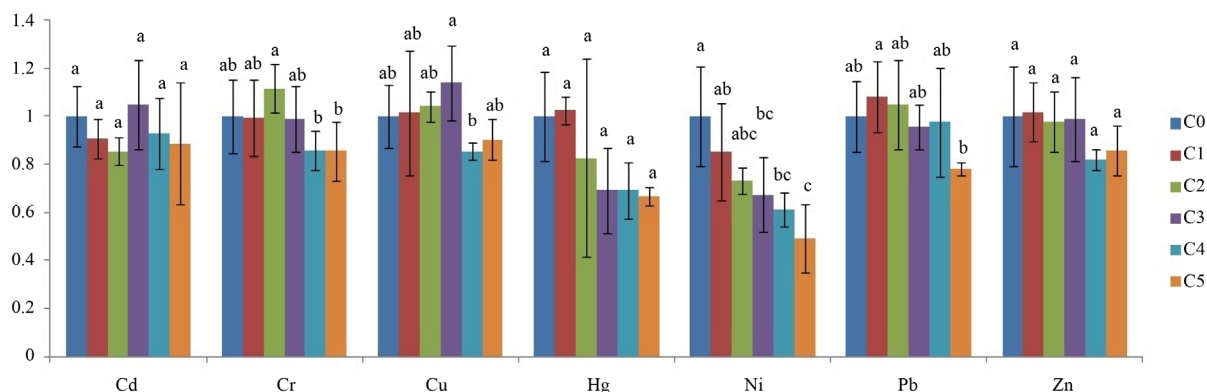 1.4
1.2
1
0.8
0.6
0.4
0.2
0
a a a a a a
ab ab a ab b b
ab ab ab a b ab
a a a a a a
a ab abc bc bc c
ab a ab ab ab b
a a a a a a
Cd Cr Cu Hg Ni Pb Zn
C0
C1
C2
C3
C4
C5